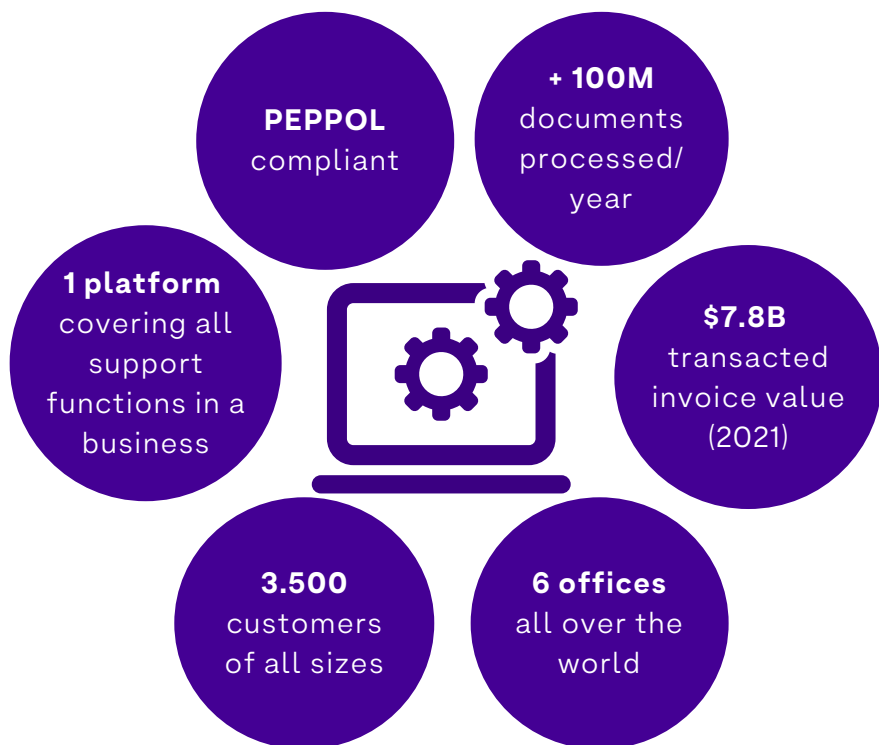 PEPPOL
compliant
+ 100M
documents
processed/
year
1 platform
covering all
support
functions in a
business
$7.8B
transacted
invoice value
(2021)
3.500
customers
of all sizes
6 offices
all over the
world